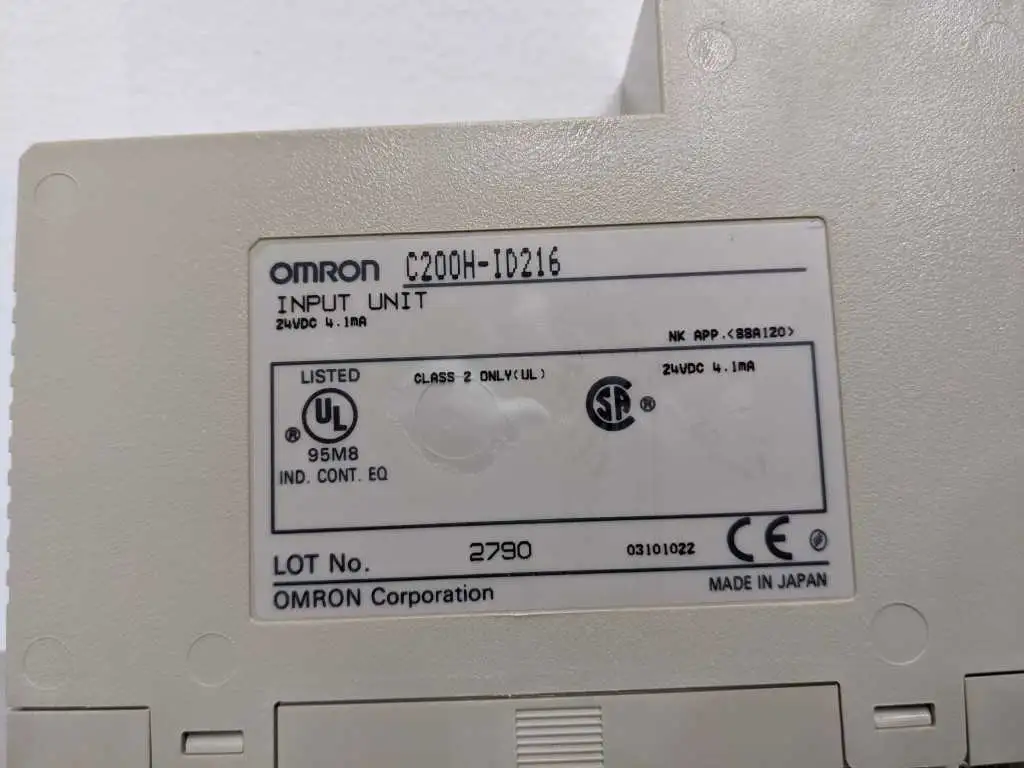 OMRON C200H-ID216
INPUT UNIT
24VDC 4.1mA
NK APP.<88A120>
LISTED
CLASS 2 ONLY(UL)
24VDC 4.1mA
UL
SA ®
®
95M8
IND. CONT. EQ
LOT No. 2790 03101022 CE
OMRON Corporation MADE IN JAPAN